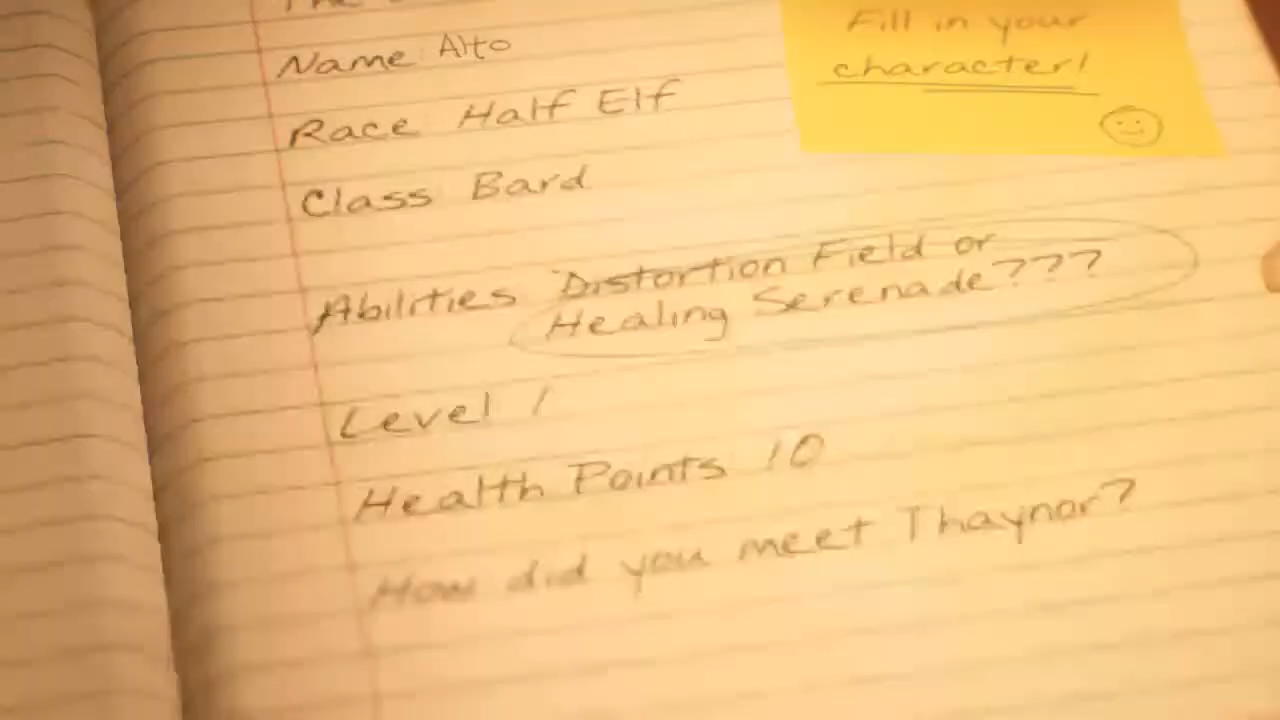 The
Name Alto
Race Half Elf
Class Bard
Abilities Distortion Field or
Healing Serenade???
Level 1
Health Points 10
How did you meet Thaynor?
Fill in your
character!